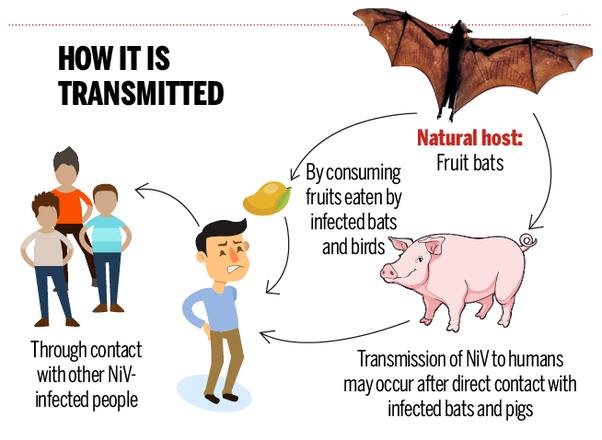 HOW IT IS
TRANSMITTED
Natural host:
Fruit bats
By consuming
fruits eaten by
infected bats
and birds
Through contact
with other NiV-
infected people
Transmission of NiV to humans
may occur after direct contact with
infected bats and pigs